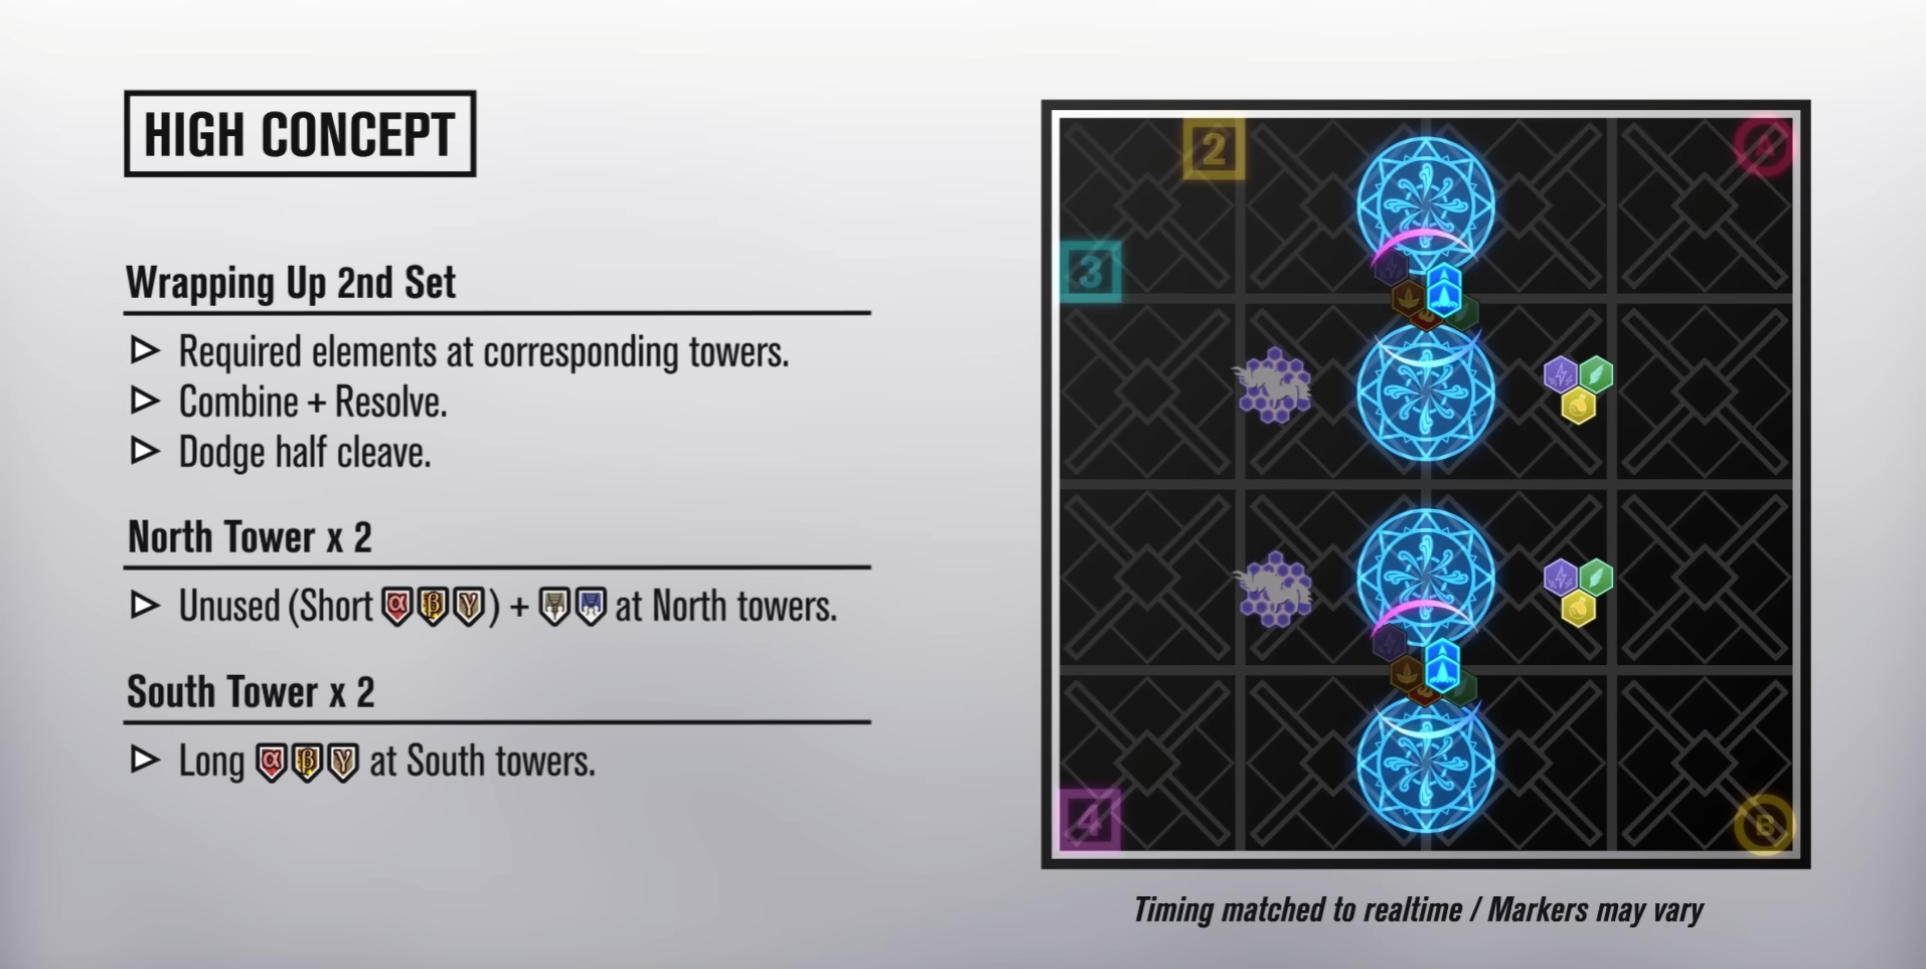 HIGH CONCEPT
Wrapping Up 2nd Set
Required elements at corresponding towers.
Combine + Resolve.
Dodge half cleave.
North Tower x 2
Unused (Short α β γ) + at North towers.
South Tower x 2
Long α β γ at South towers.
2
A
3
4
B
Timing matched to realtime / Markers may vary